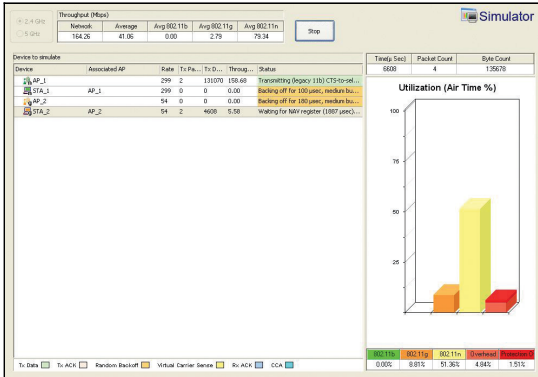 Simulator
2.4 GHz
5 GHz
Throughput (Mbps)
Network Average Avg 802.11b Avg 802.11g Avg 802.11n
164.26 41.06 0.00 2.79 79.34
Stop
Device to simulate
Device Associated AP Rate Tx Pa... Tx D... Throug... Status
AP_1 299 2 131070 158.68 Transmitting (legacy 11b) CTS-to-sel...
STA_1 AP_1 299 0 0 0.00 Backing off for 100 µsec, medium bu...
AP_2 54 0 0 0.00 Backing off for 180 µsec, medium bu...
STA_2 AP_2 54 2 4608 5.58 Waiting for NAV register (1887 µsec)...
Tx Data Tx ACK Random Backoff Virtual Carrier Sense Rx ACK CCA
Time(µ Sec) Packet Count Byte Count
6608 4 135678
Utilization (Air Time %)
100
75
50
25
802.11b 802.11g 802.11n Overhead Protection O
0.00% 8.81% 51.36% 4.84% 1.51%